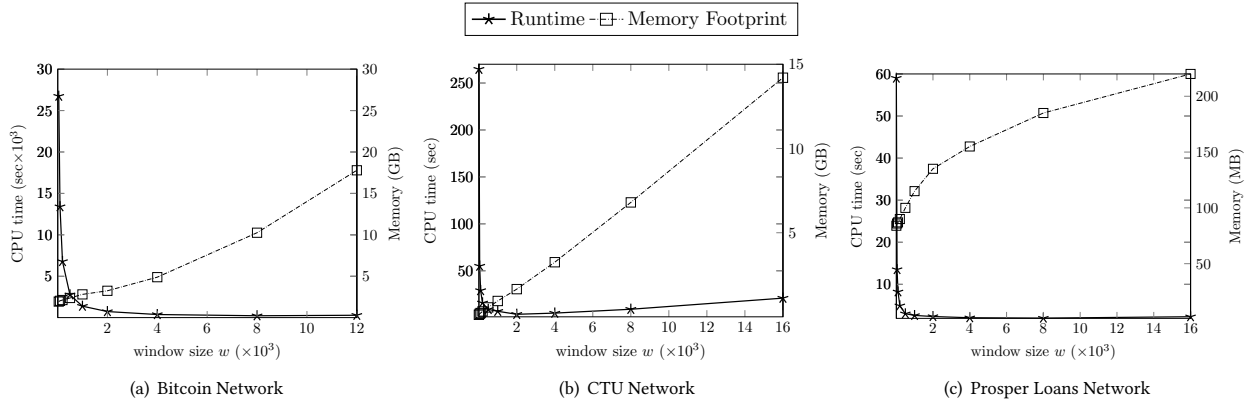 Runtime Memory Footprint
2 4 6 8 10 12
5
10
15
20
25
30
5
10
15
20
25
30
window size w (×10³)
CPU time (sec×10³)
Memory (GB)
(a) Bitcoin Network
2 4 6 8 10 12 14 16
50
100
150
200
250
5
10
15
window size w (×10³)
CPU time (sec)
Memory (GB)
(b) CTU Network
2 4 6 8 10 12 14 16
10
20
30
40
50
60
50
100
150
200
window size w (×10³)
CPU time (sec)
Memory (MB)
(c) Prosper Loans Network